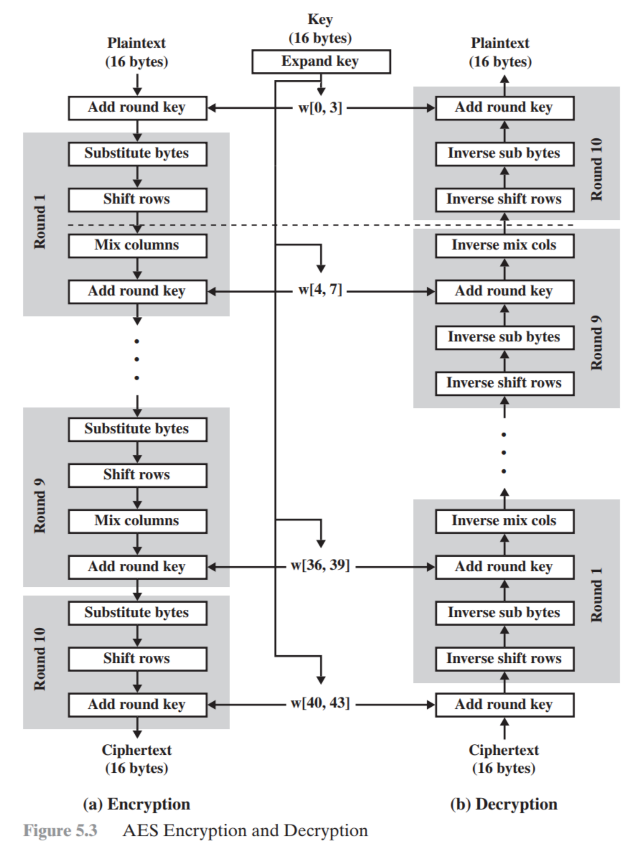 Key
(16 bytes)
Expand key
Plaintext
(16 bytes)
Add round key
Round 1
Substitute bytes
Shift rows
Mix columns
Add round key
Round 9
Substitute bytes
Shift rows
Mix columns
Add round key
Round 10
Substitute bytes
Shift rows
Add round key
Ciphertext
(16 bytes)
(a) Encryption
w[0, 3]
w[4, 7]
w[36, 39]
w[40, 43]
Plaintext
(16 bytes)
Add round key
Inverse sub bytes
Inverse shift rows
Round 10
Inverse mix cols
Add round key
Inverse sub bytes
Inverse shift rows
Round 9
Inverse mix cols
Add round key
Inverse sub bytes
Inverse shift rows
Round 1
Add round key
Ciphertext
(16 bytes)
(b) Decryption
Figure 5.3 AES Encryption and Decryption